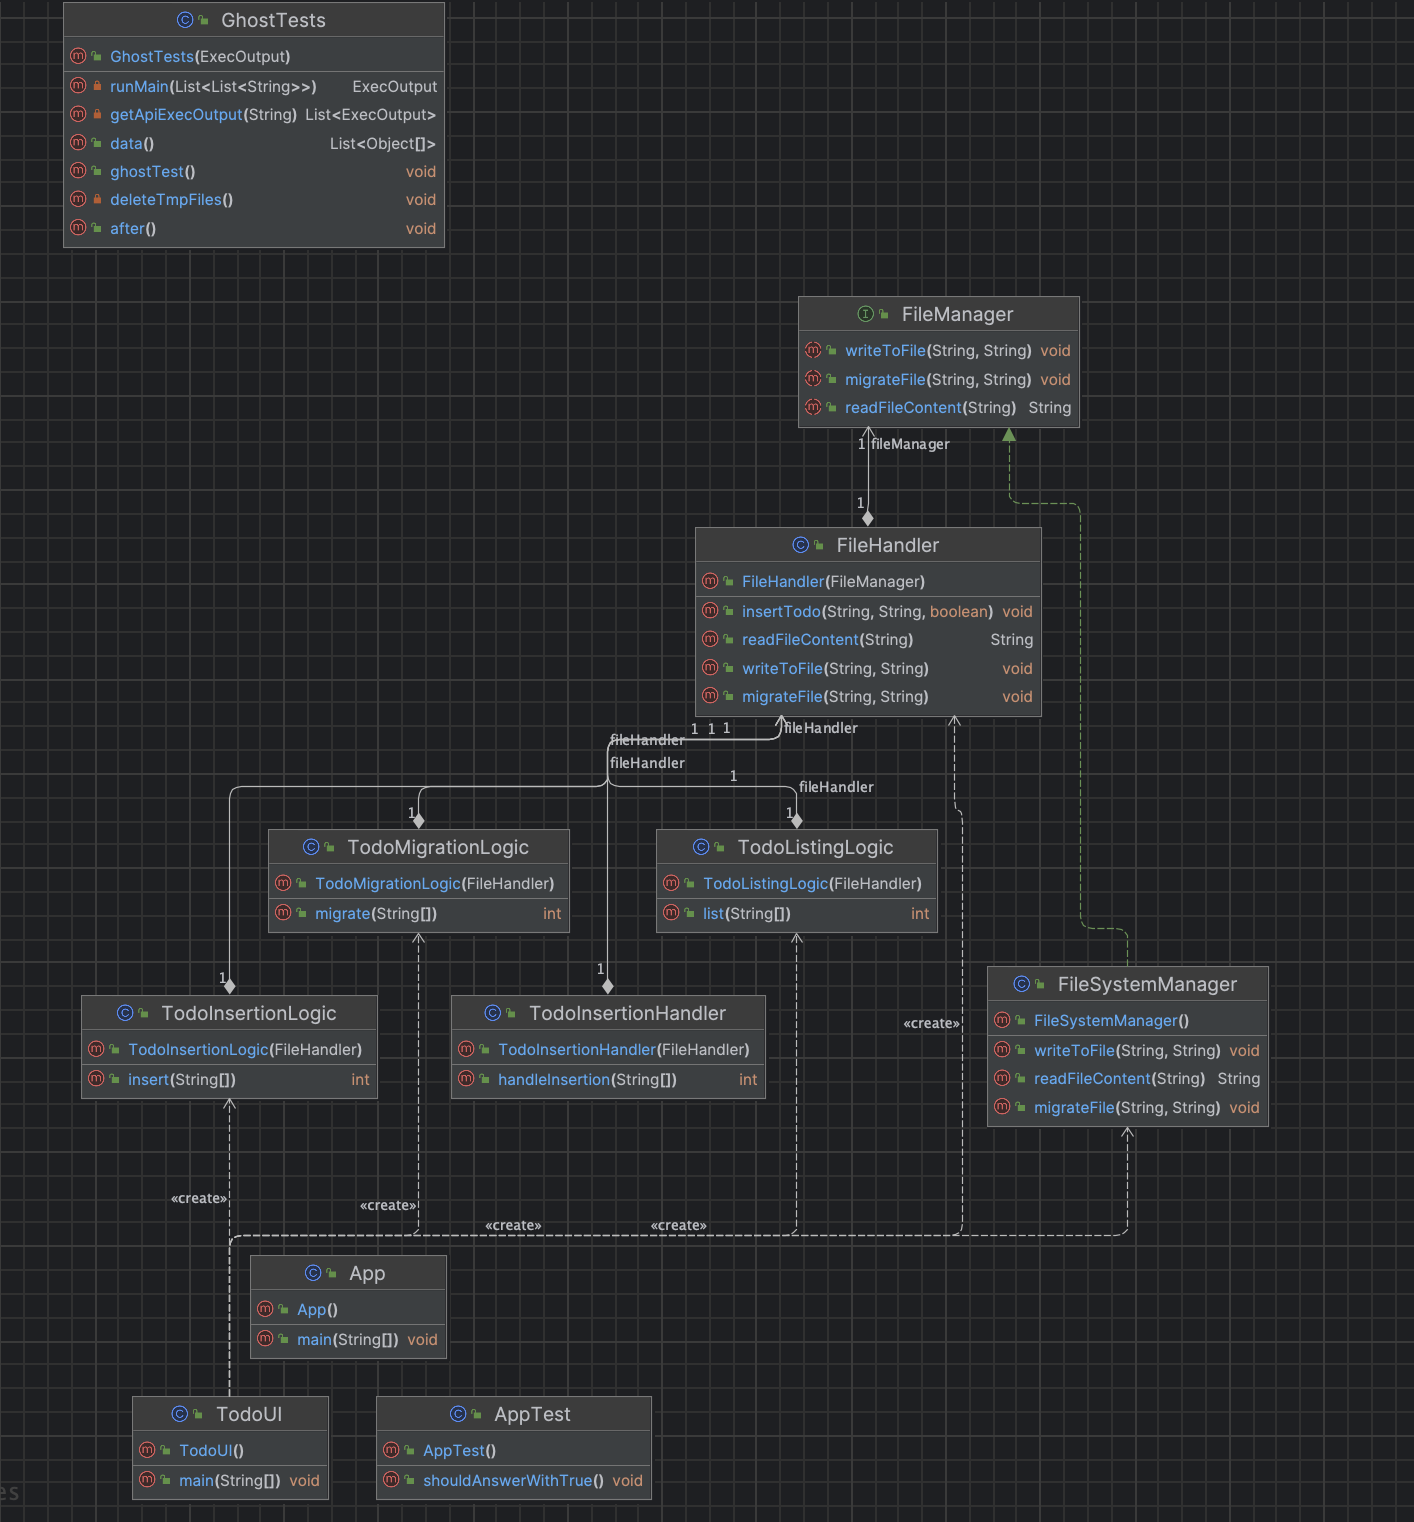 GhostTests
GhostTests(ExecOutput)
runMain(List<List<String>>) ExecOutput
getApiExecOutput(String) List<ExecOutput>
data() List<Object[]>
ghostTest() void
deleteTmpFiles() void
after() void
FileManager
writeToFile(String, String) void
migrateFile(String, String) void
readFileContent(String) String
1 fileManager
1
FileHandler
FileHandler(FileManager)
insertTodo(String, String, boolean) void
readFileContent(String) String
writeToFile(String, String) void
migrateFile(String, String) void
1 1 1 fileHandler
fileHandler
fileHandler
1
fileHandler
1
1
TodoMigrationLogic
TodoMigrationLogic(FileHandler)
migrate(String[]) int
TodoListingLogic
TodoListingLogic(FileHandler)
list(String[]) int
1
1
TodoInsertionLogic
TodoInsertionLogic(FileHandler)
insert(String[]) int
TodoInsertionHandler
TodoInsertionHandler(FileHandler)
handleInsertion(String[]) int
«create»
FileSystemManager
FileSystemManager()
writeToFile(String, String) void
readFileContent(String) String
migrateFile(String, String) void
«create»
«create»
«create»
«create»
App
App()
main(String[]) void
TodoUI
TodoUI()
main(String[]) void
AppTest
AppTest()
shouldAnswerWithTrue() void
es